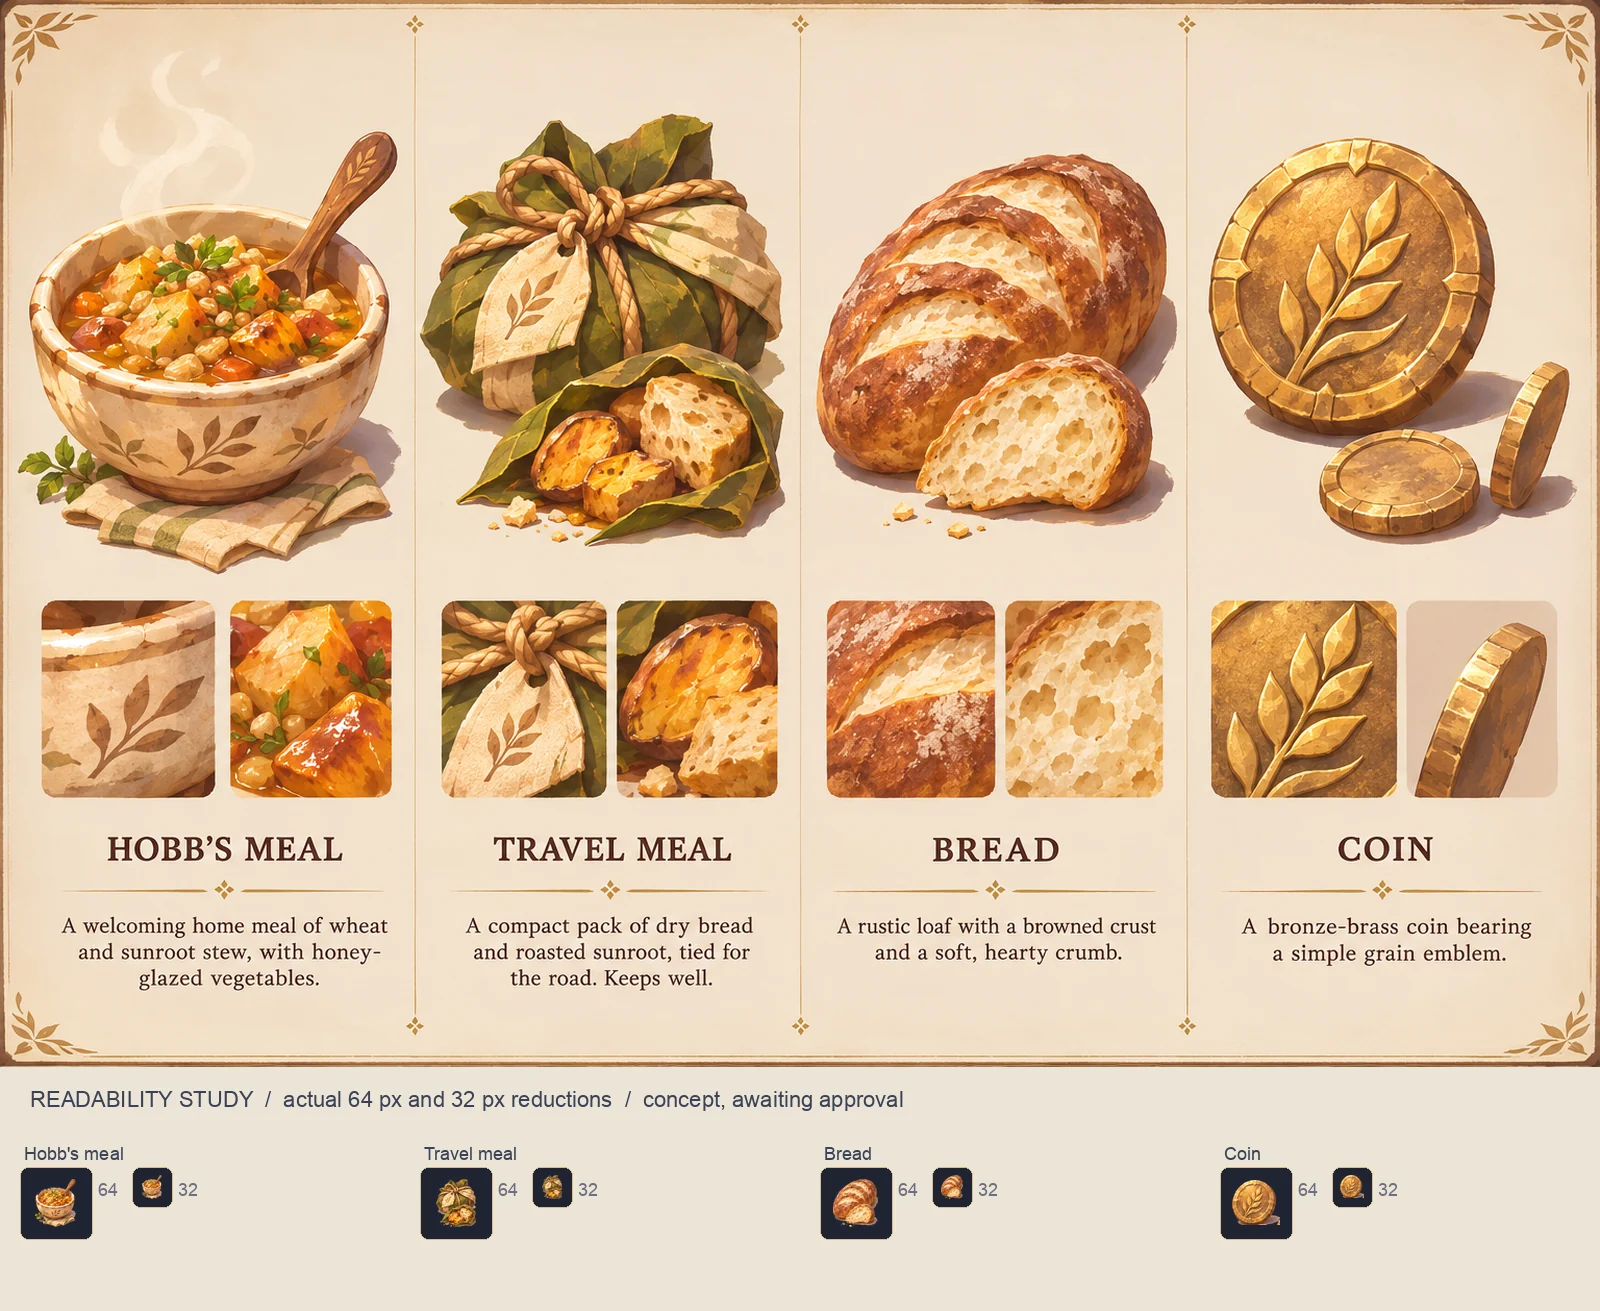 HOBB'S MEAL
A welcoming home meal of wheat
and sunroot stew, with honey-
glazed vegetables.
TRAVEL MEAL
A compact pack of dry bread
and roasted sunroot, tied for
the road. Keeps well.
BREAD
A rustic loaf with a browned crust
and a soft, hearty crumb.
COIN
A bronze-brass coin bearing
a simple grain emblem.
READABILITY STUDY / actual 64 px and 32 px reductions / concept, awaiting approval
Hobb's meal
64
32
Travel meal
64
32
Bread
64
32
Coin
64
32